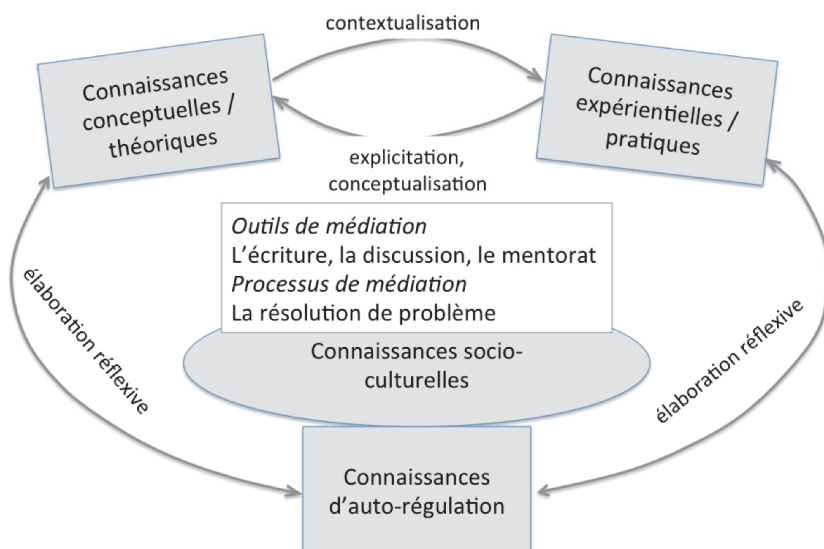 contextualisation
Connaissances
conceptuelles /
théoriques
Connaissances
expérientielles /
pratiques
explicitation,
conceptualisation
Outils de médiation
L’écriture, la discussion, le mentorat
Processus de médiation
La résolution de problème
élaboration réflexive
élaboration réflexive
Connaissances socio-
culturelles
Connaissances
d’auto-régulation